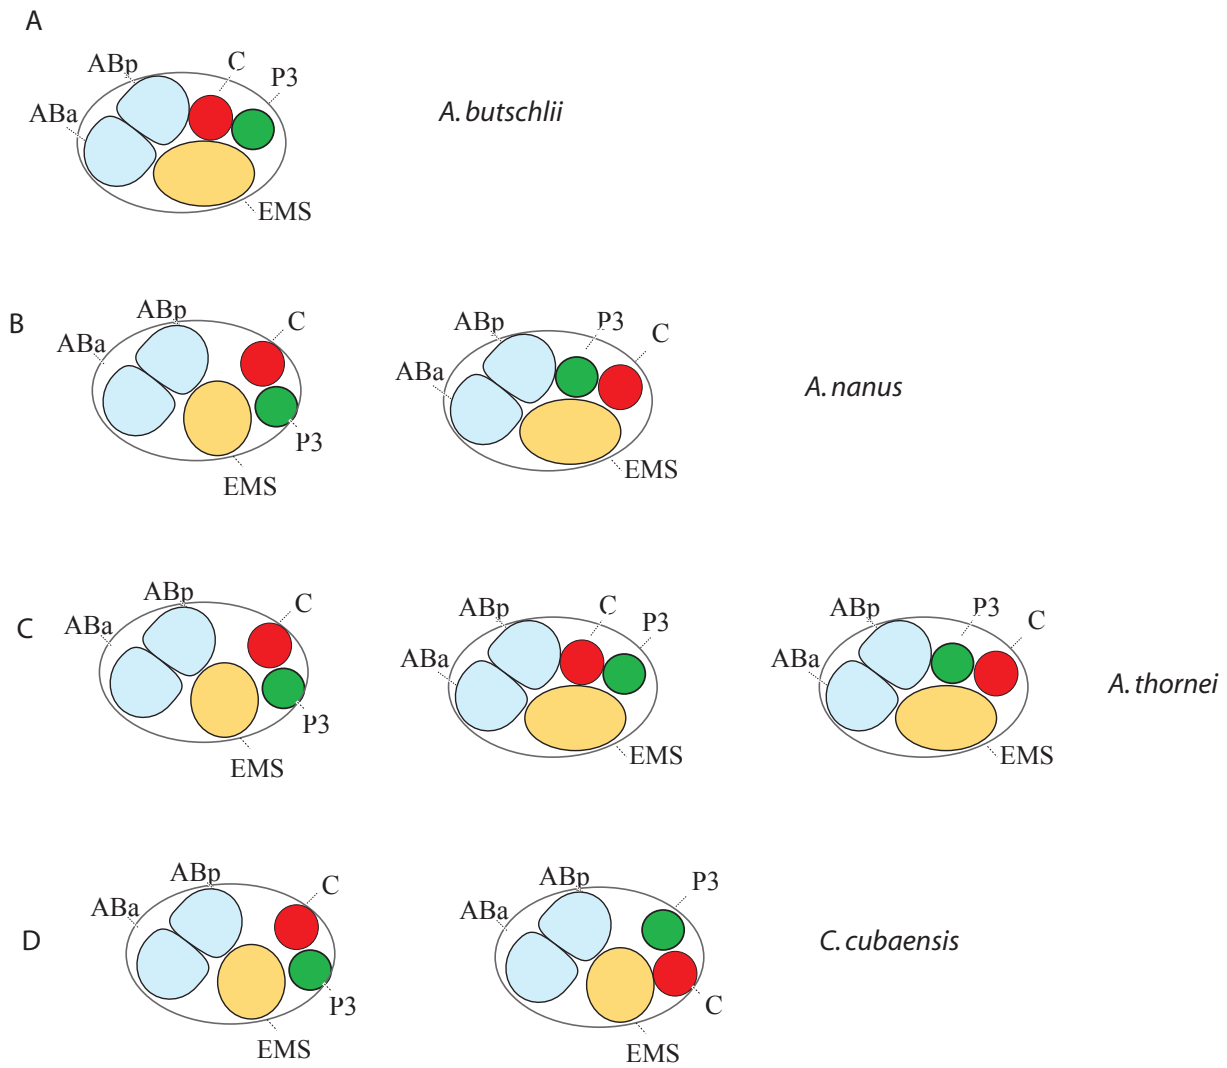 A
ABp
C
P3
ABa
A. butschlii
EMS
B
ABp
C
ABa
P3
EMS
ABp
P3
C
ABa
EMS
A. nanus
C
ABp
C
ABa
P3
EMS
ABp
C
P3
ABa
EMS
ABp
P3
C
ABa
EMS
A. thornei
D
ABp
C
ABa
P3
EMS
ABp
P3
ABa
C
EMS
C. cubaensis